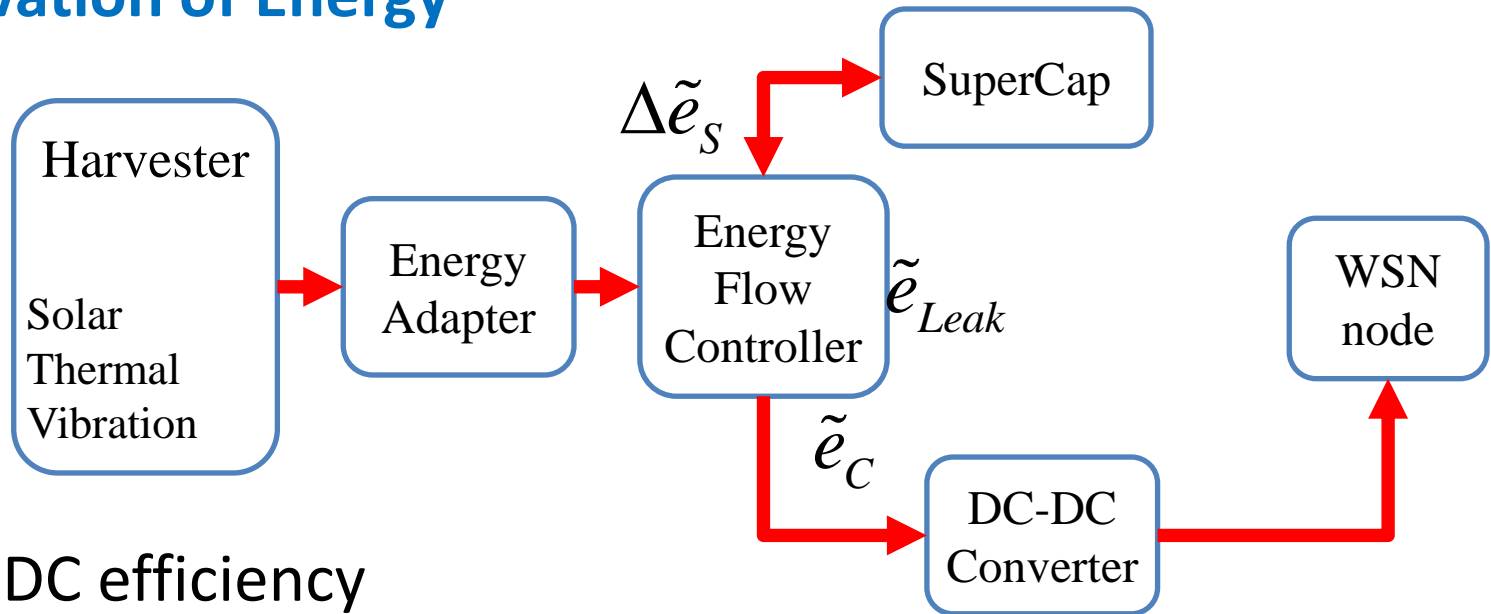 vation of Energy
SuperCap
Δẽ_S
Harvester
Solar
Thermal
Vibration
Energy
Adapter
Energy
Flow
Controller
ẽ_Leak
WSN
node
ẽ_C
DC-DC
Converter
DC efficiency